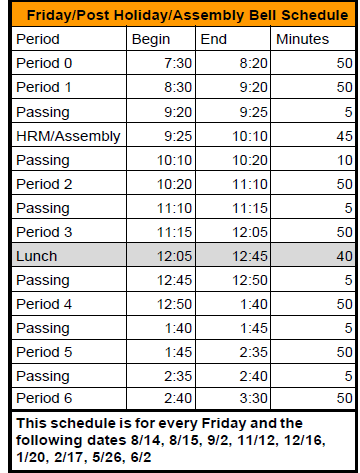 Friday/Post Holiday/Assembly Bell Schedule
Period Begin End Minutes
Period 0 7:30 8:20 50
Period 1 8:30 9:20 50
Passing 9:20 9:25 5
HRM/Assembly 9:25 10:10 45
Passing 10:10 10:20 10
Period 2 10:20 11:10 50
Passing 11:10 11:15 5
Period 3 11:15 12:05 50
Lunch 12:05 12:45 40
Passing 12:45 12:50 5
Period 4 12:50 1:40 50
Passing 1:40 1:45 5
Period 5 1:45 2:35 50
Passing 2:35 2:40 5
Period 6 2:40 3:30 50
This schedule is for every Friday and the
following dates 8/14, 8/15, 9/2, 11/12, 12/16,
1/20, 2/17, 5/26, 6/2